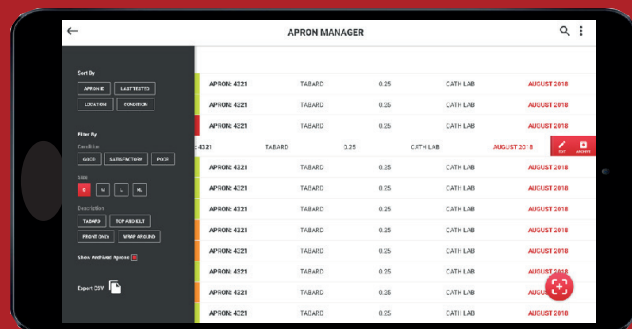 APRON MANAGER
Sort By
APRON ID LAST TESTED
LOCATION CONDITION
Filter By
Condition
GOOD SATISFACTORY POOR
Size
S M L XL
Description
TABARD TOP AND KILT
FRONT ONLY WRAP AROUND
Show Archived Aprons
Export CSV
APRON: 4321 TABARD 0.25 CATH LAB AUGUST 2018
APRON: 4321 TABARD 0.25 CATH LAB AUGUST 2018
APRON: 4321 TABARD 0.25 CATH LAB AUGUST 2018
: 4321 TABARD 0.25 CATH LAB AUGUST 2018 EDIT ARCHIVE
APRON: 4321 TABARD 0.25 CATH LAB AUGUST 2018
APRON: 4321 TABARD 0.25 CATH LAB AUGUST 2018
APRON: 4321 TABARD 0.25 CATH LAB AUGUST 2018
APRON: 4321 TABARD 0.25 CATH LAB AUGUST 2018
APRON: 4321 TABARD 0.25 CATH LAB AUGUST 2018
APRON: 4321 TABARD 0.25 CATH LAB AUGUST 2018
APRON: 4321 TABARD 0.25 CATH LAB AUGUST 2018
APRON: 4321 TABARD 0.25 CATH LAB AUGUST 2018